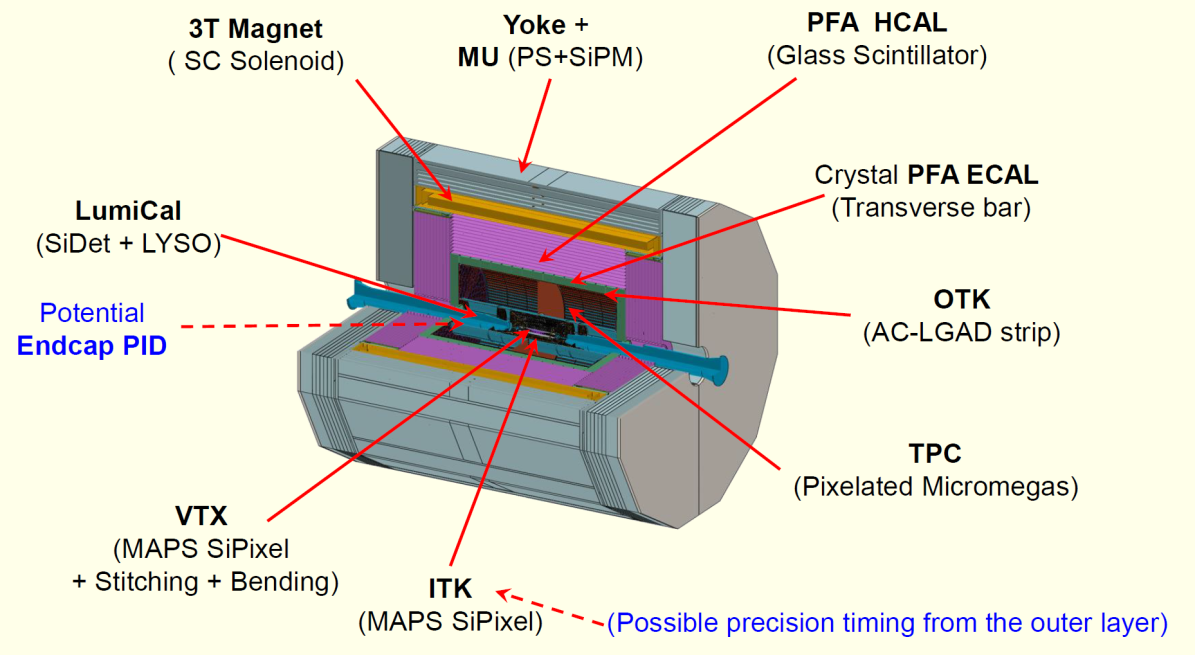 3T Magnet
( SC Solenoid)
Yoke +
MU (PS+SiPM)
PFA HCAL
(Glass Scintillator)
Crystal PFA ECAL
(Transverse bar)
LumiCal
(SiDet + LYSO)
Potential
Endcap PID
OTK
(AC-LGAD strip)
TPC
(Pixelated Micromegas)
VTX
(MAPS SiPixel
+ Stitching + Bending)
ITK
(MAPS SiPixel)
(Possible precision timing from the outer layer)